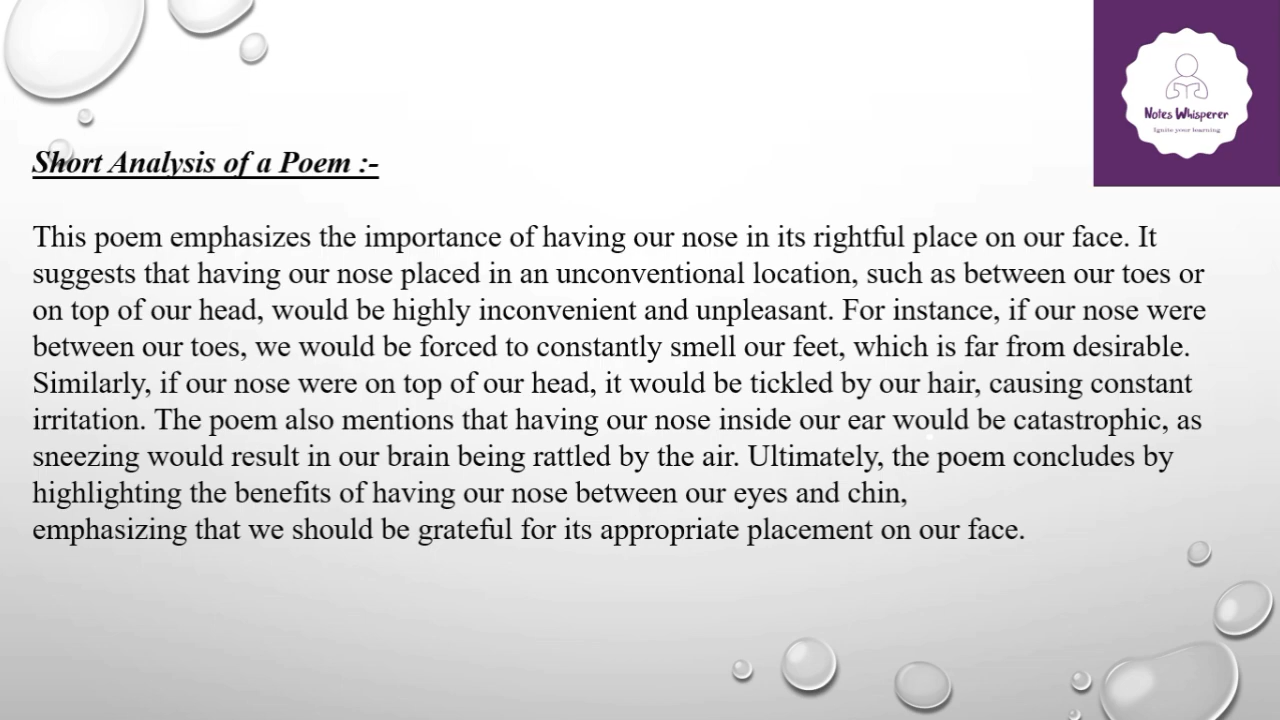 Notes Whisperer
Ignite your learning
Short Analysis of a Poem :-
This poem emphasizes the importance of having our nose in its rightful place on our face. It
suggests that having our nose placed in an unconventional location, such as between our toes or
on top of our head, would be highly inconvenient and unpleasant. For instance, if our nose were
between our toes, we would be forced to constantly smell our feet, which is far from desirable.
Similarly, if our nose were on top of our head, it would be tickled by our hair, causing constant
irritation. The poem also mentions that having our nose inside our ear would be catastrophic, as
sneezing would result in our brain being rattled by the air. Ultimately, the poem concludes by
highlighting the benefits of having our nose between our eyes and chin,
emphasizing that we should be grateful for its appropriate placement on our face.